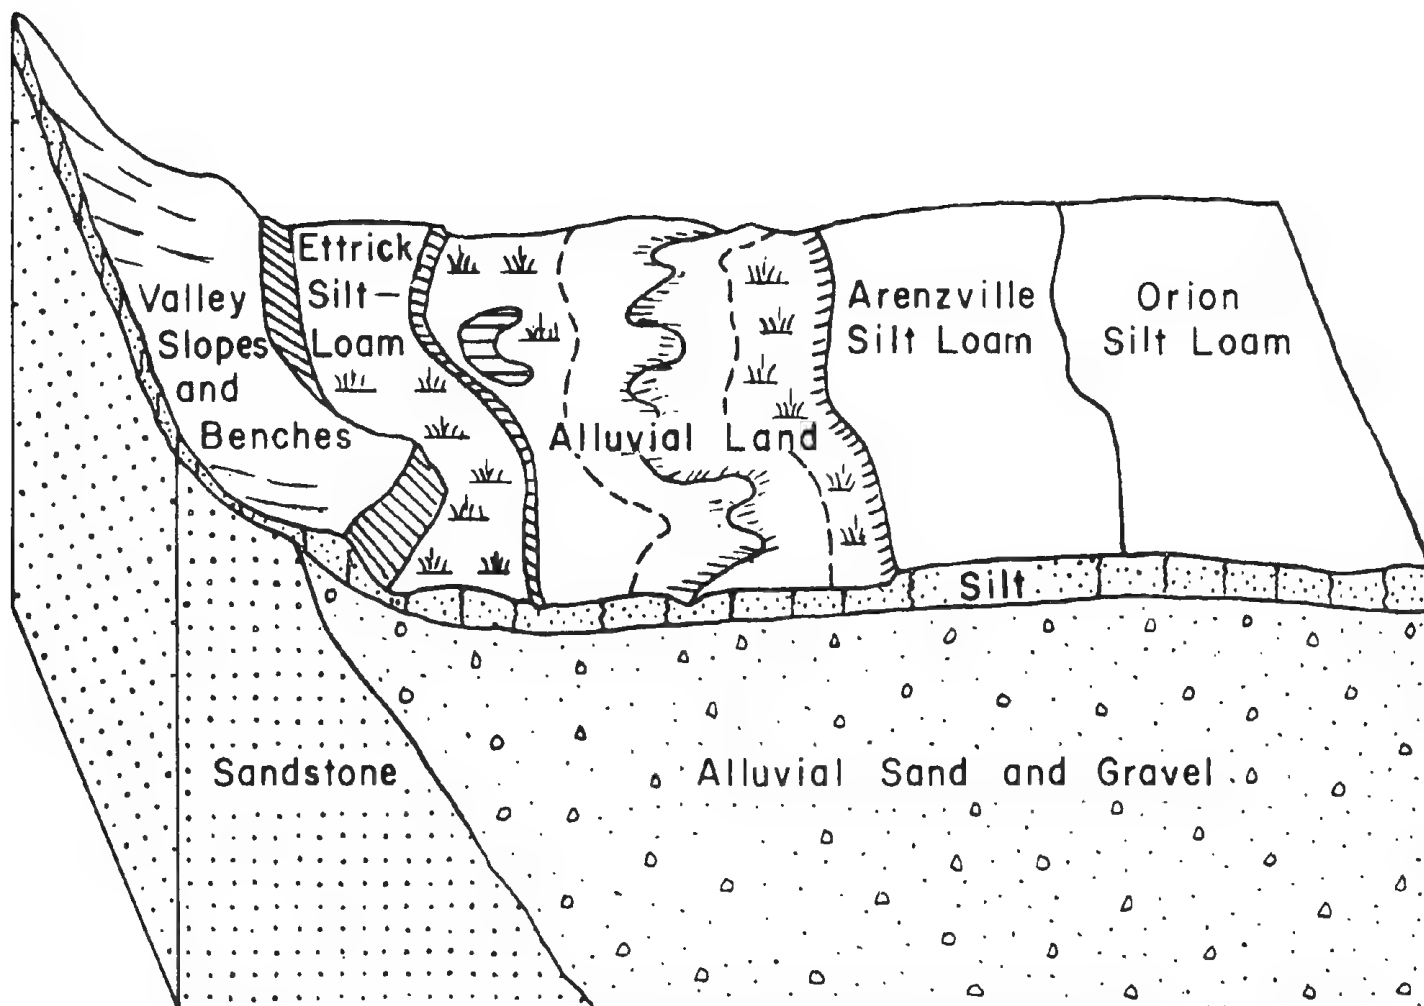 Ettrick
Silt-
Loam
Valley
Slopes
and
Benches
Alluvial Land
Arenzville
Silt Loam
Orion
Silt Loam
Silt
Sandstone
Alluvial Sand and Gravel